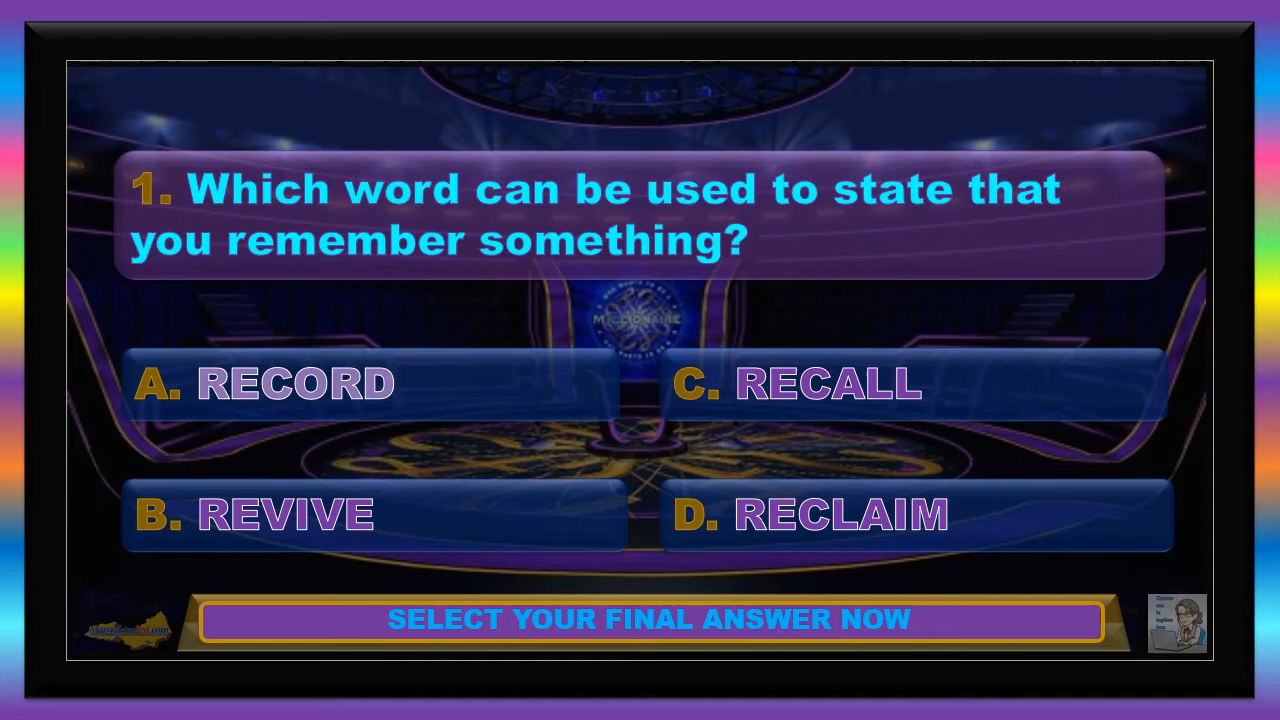 1. Which word can be used to state that
you remember something?
MILLIONAIRE
A. RECORD
C. RECALL
B. REVIVE
D. RECLAIM
SELECT YOUR FINAL ANSWER NOW